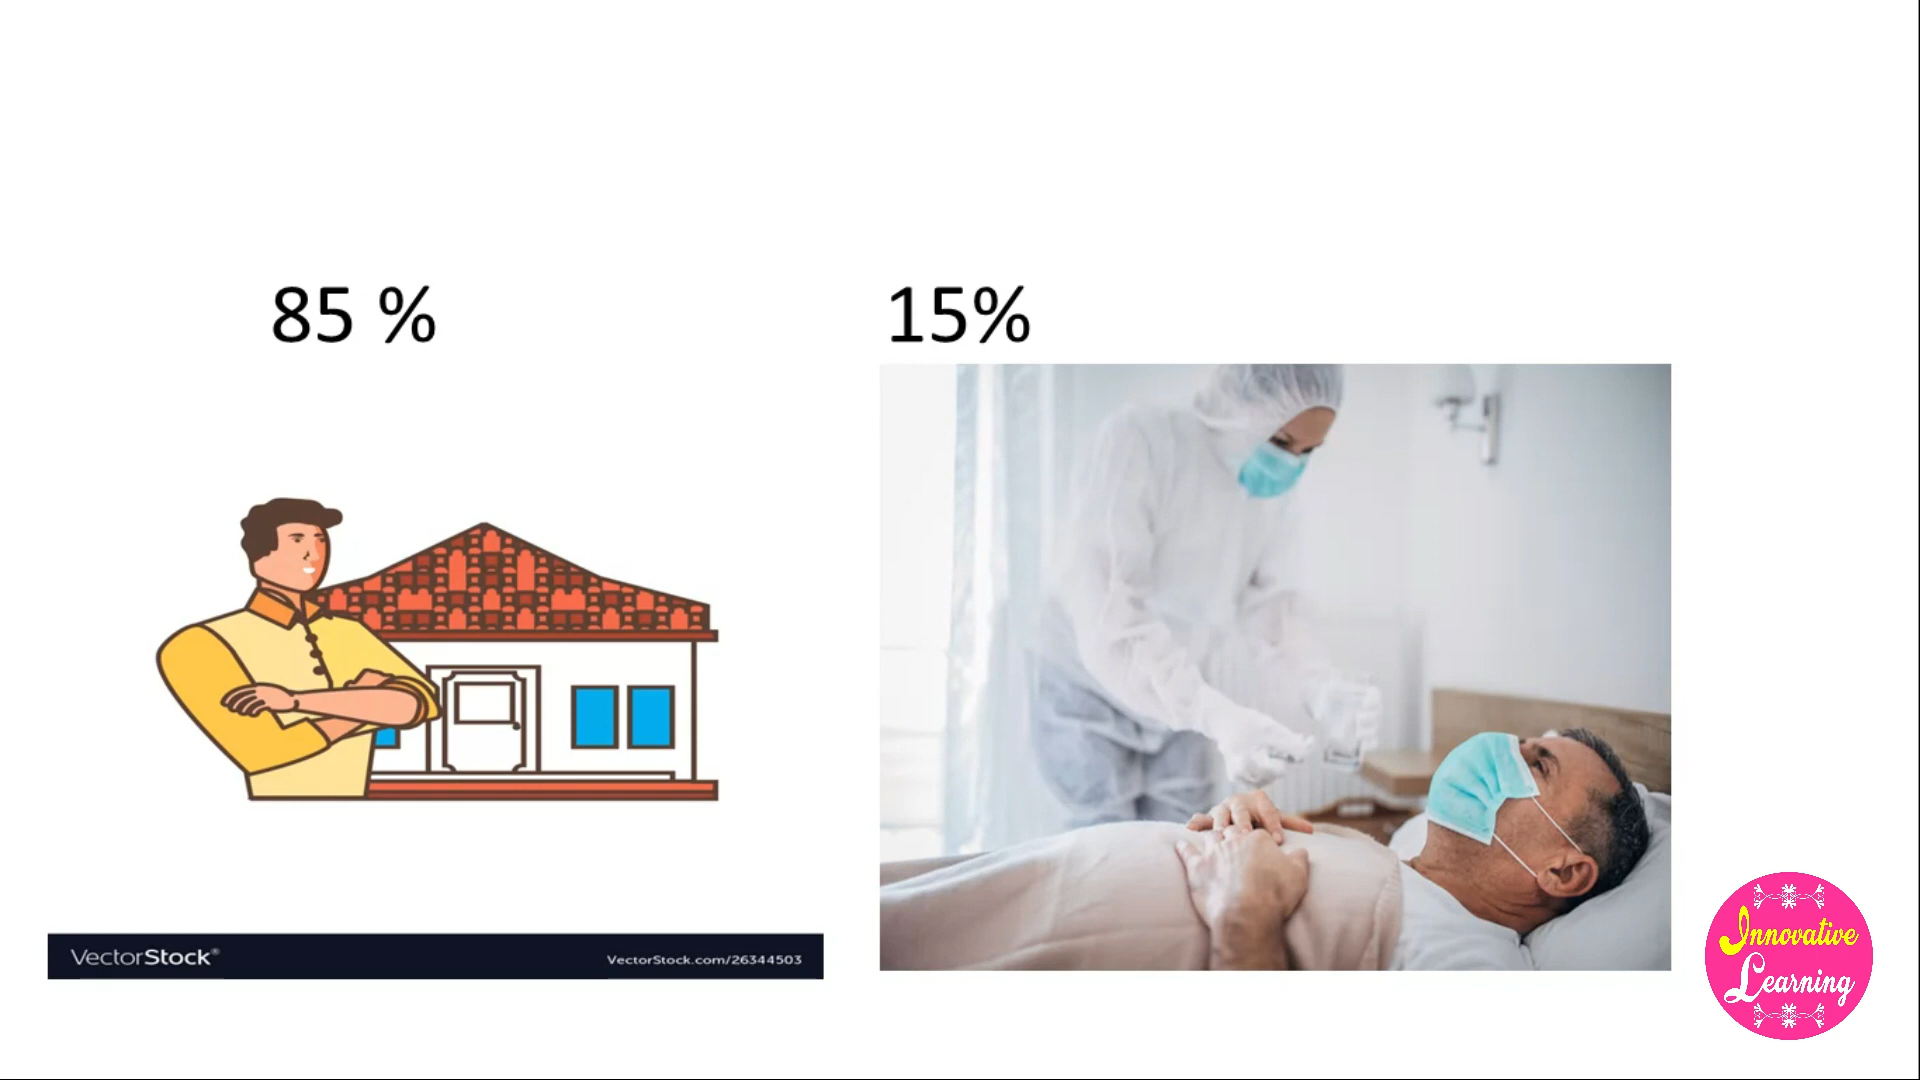 85 %
15%
VectorStock®
VectorStock.com/26344503
Innovative
Learning